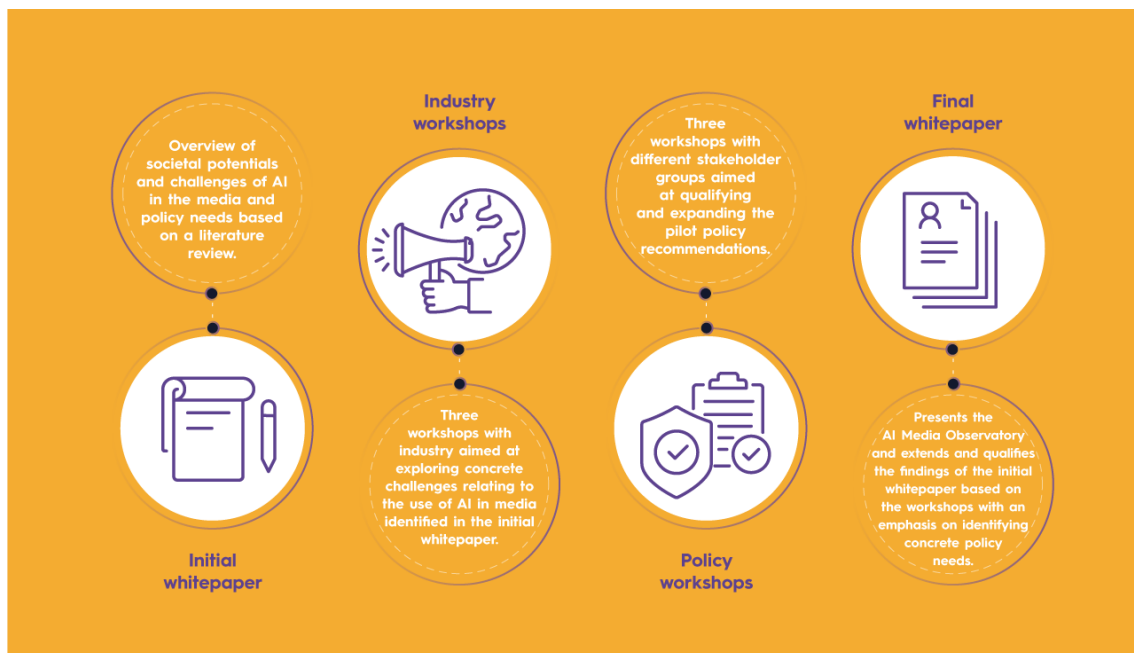 Overview of
societal potentials
and challenges of AI
in the media and
policy needs based
on a literature
review.
Initial
whitepaper
Industry
workshops
Three
workshops with
industry aimed at
exploring concrete
challenges relating to
the use of AI in media
identified in the initial
whitepaper.
Three
workshops with
different stakeholder
groups aimed
at qualifying
and expanding the
pilot policy
recommendations.
Policy
workshops
Final
whitepaper
Presents the
AI Media Observatory
and extends and qualifies
the findings of the initial
whitepaper based on
the workshops with an
emphasis on identifying
concrete policy
needs.